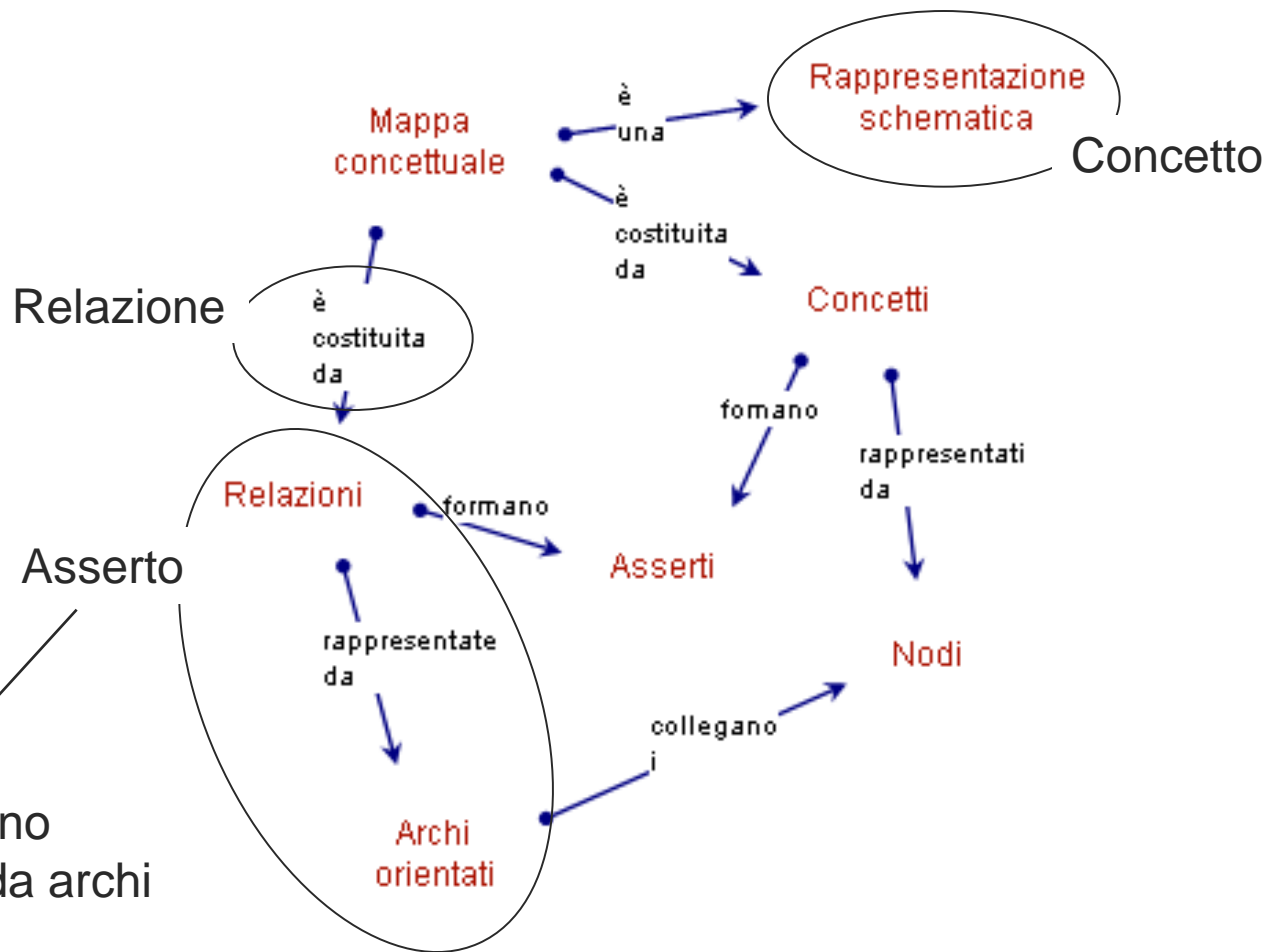 è
una
Rappresentazione
schematica
Mappa
concettuale
Concetto
è
costituita
da
Relazione
è
costituita
da
Concetti
fomano
rappresentati
da
Relazioni
formano
Asserto
Asserti
rappresentate
da
Nodi
collegano
i
no
da archi
Archi
orientati